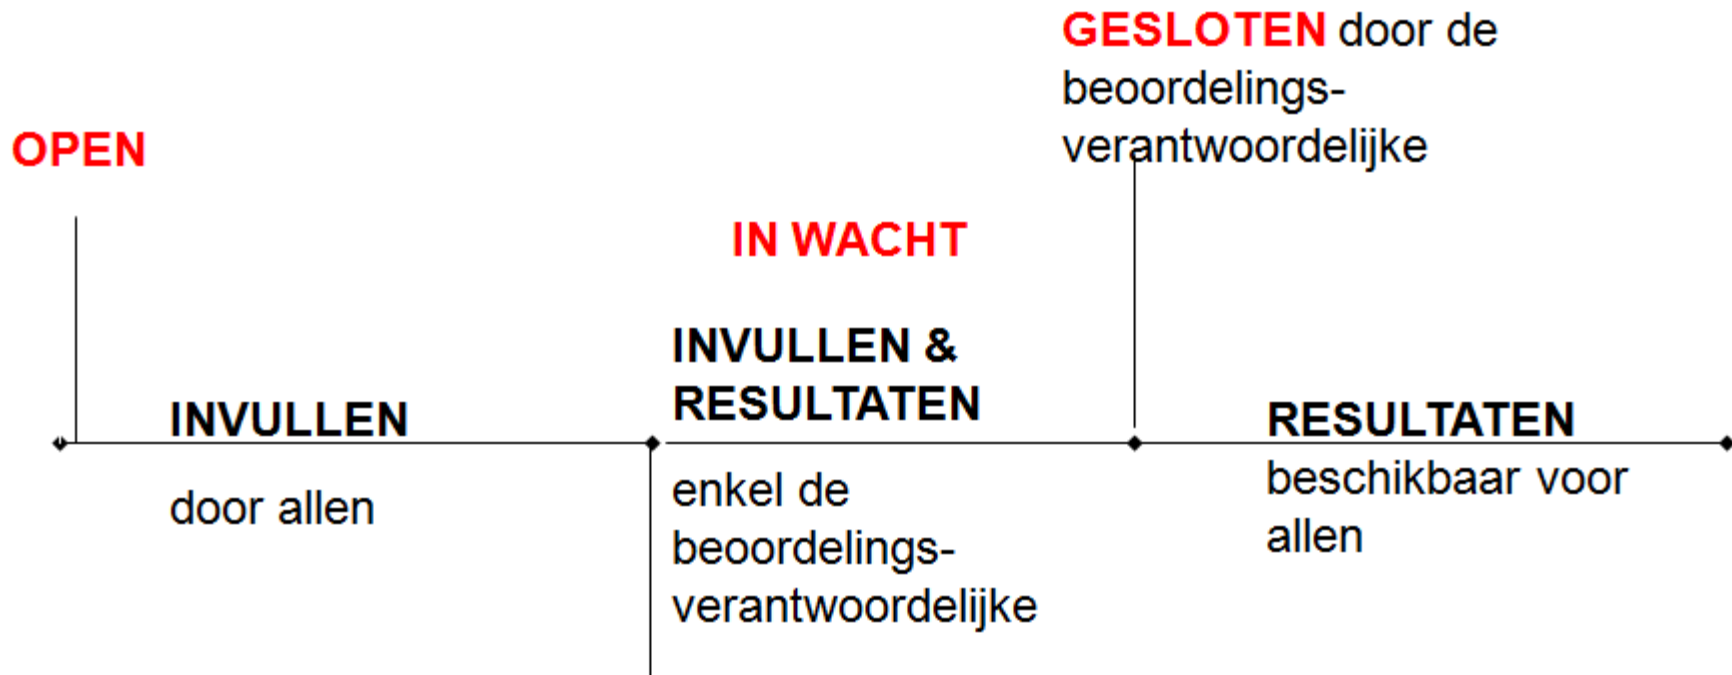 GESLOTEN door de
beoordelings-
verantwoordelijke
OPEN
IN WACHT
INVULLEN
door allen
INVULLEN &
RESULTATEN
enkel de
beoordelings-
verantwoordelijke
RESULTATEN
beschikbaar voor
allen